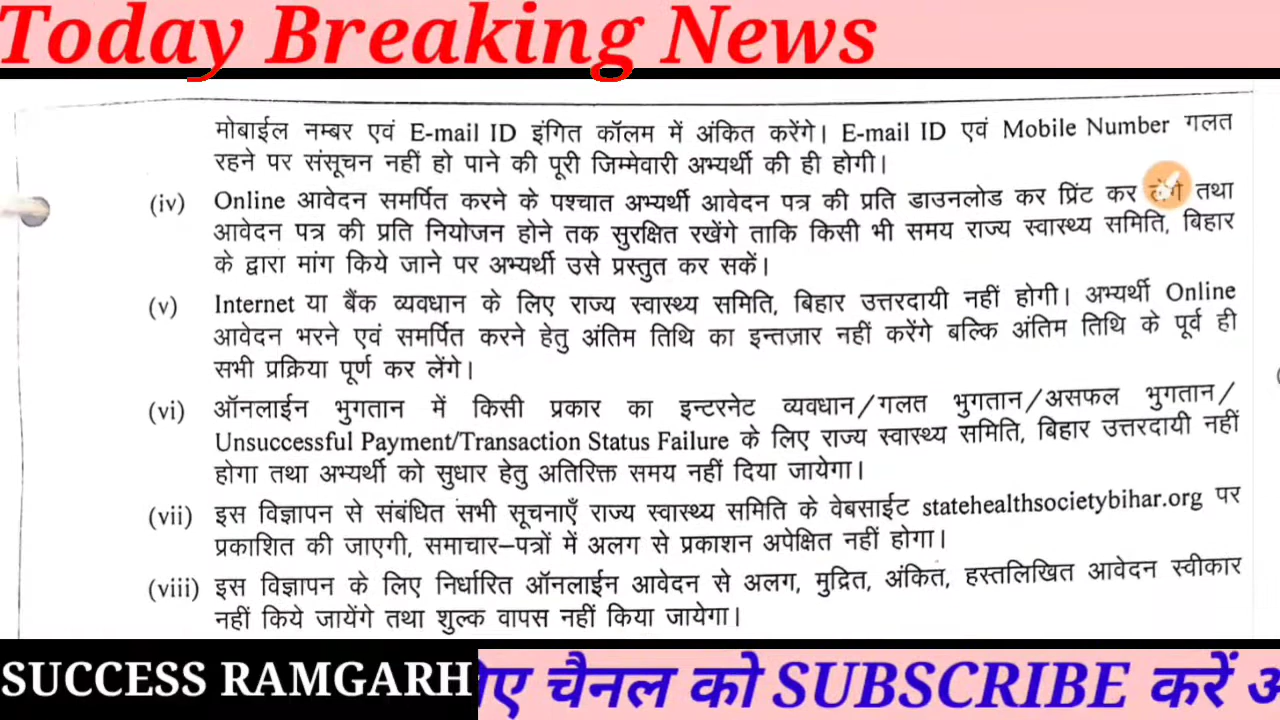 Today Breaking News
मोबाईल नम्बर एवं E-mail ID इंगित कॉलम में अंकित करेंगे। E-mail ID एवं Mobile Number गलत
रहने पर संसूचन नहीं हो पाने की पूरी जिम्मेवारी अभ्यर्थी की ही होगी।
(iv) Online आवेदन समर्पित करने के पश्चात अभ्यर्थी आवेदन पत्र की प्रति डाउनलोड कर प्रिंट कर लेंगे तथा
आवेदन पत्र की प्रति नियोजन होने तक सुरक्षित रखेंगे ताकि किसी भी समय राज्य स्वास्थ्य समिति, बिहार
के द्वारा मांग किये जाने पर अभ्यर्थी उसे प्रस्तुत कर सकें।
(v) Internet या बैंक व्यवधान के लिए राज्य स्वास्थ्य समिति, बिहार उत्तरदायी नहीं होगी। अभ्यर्थी Online
आवेदन भरने एवं समर्पित करने हेतु अंतिम तिथि का इन्तजार नहीं करेंगे बल्कि अंतिम तिथि के पूर्व ही
सभी प्रक्रिया पूर्ण कर लेंगे।
(vi) ऑनलाईन भुगतान में किसी प्रकार का इन्टरनेट व्यवधान/गलत भुगतान/असफल भुगतान/
Unsuccessful Payment/Transaction Status Failure के लिए राज्य स्वास्थ्य समिति, बिहार उत्तरदायी नहीं
होगा तथा अभ्यर्थी को सुधार हेतु अतिरिक्त समय नहीं दिया जायेगा।
(vii) इस विज्ञापन से संबंधित सभी सूचनाएँ राज्य स्वास्थ्य समिति के वेबसाईट statehealthsocietybihar.org पर
प्रकाशित की जाएगी, समाचार–पत्रों में अलग से प्रकाशन अपेक्षित नहीं होगा।
(viii) इस विज्ञापन के लिए निर्धारित ऑनलाईन आवेदन से अलग, मुद्रित, अंकित, हस्तलिखित आवेदन स्वीकार
नहीं किये जायेंगे तथा शुल्क वापस नहीं किया जायेगा।
SUCCESS RAMGARH चैनल को SUBSCRIBE करें